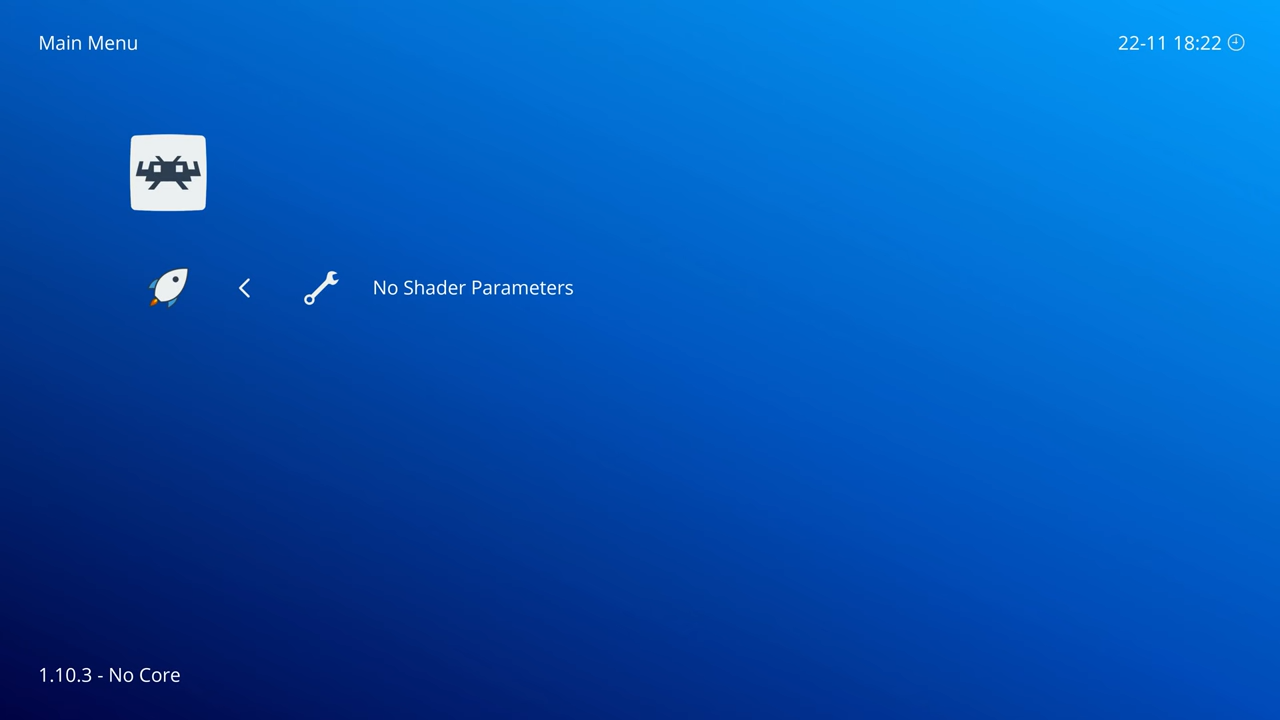 Main Menu
22-11 18:22
No Shader Parameters
1.10.3 - No Core